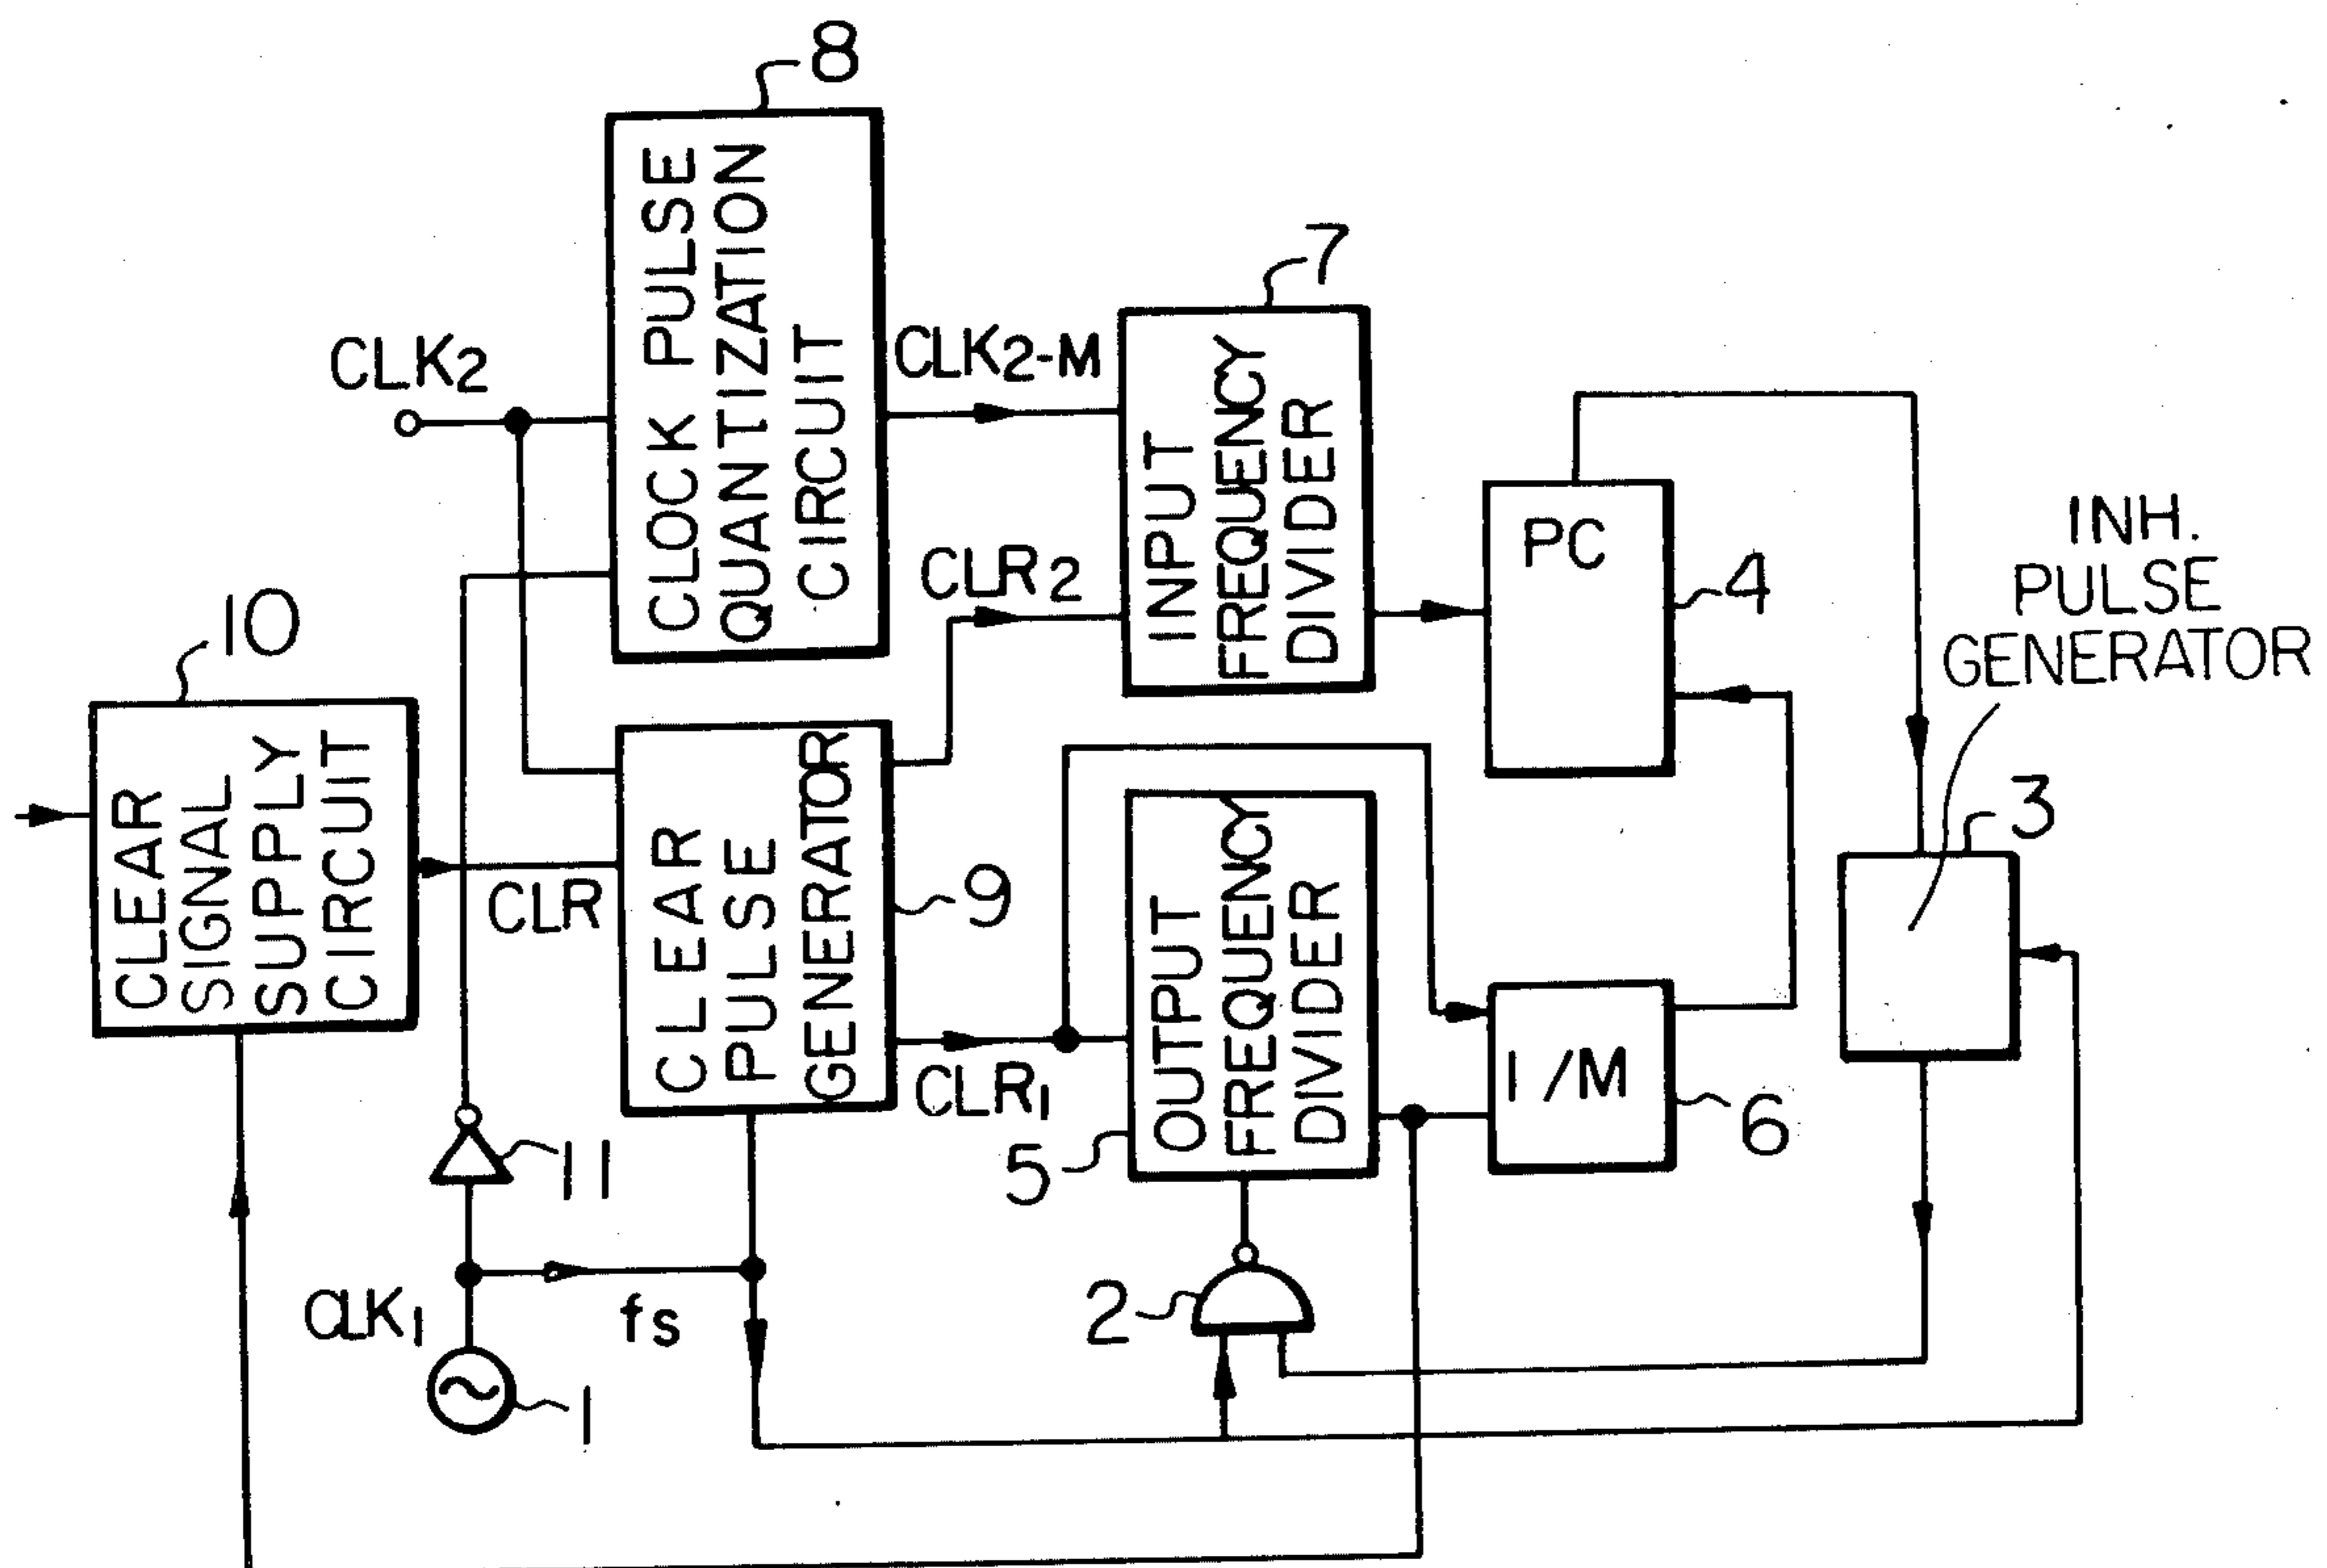 8
CLOCK PULSE
QUANTIZATION
CIRCUIT
7
INPUT
FREQUENCY
DIVIDER
CLK2
CLK2-M
CLR2
PC
4
INH.
PULSE
GENERATOR
10
CLEAR
SIGNAL
SUPPLY
CIRCUIT
CLR
CLEAR
PULSE
GENERATOR
9
CLR1
OUTPUT
FREQUENCY
DIVIDER
5
3
1/M
6
11
CLK1
fs
1
2